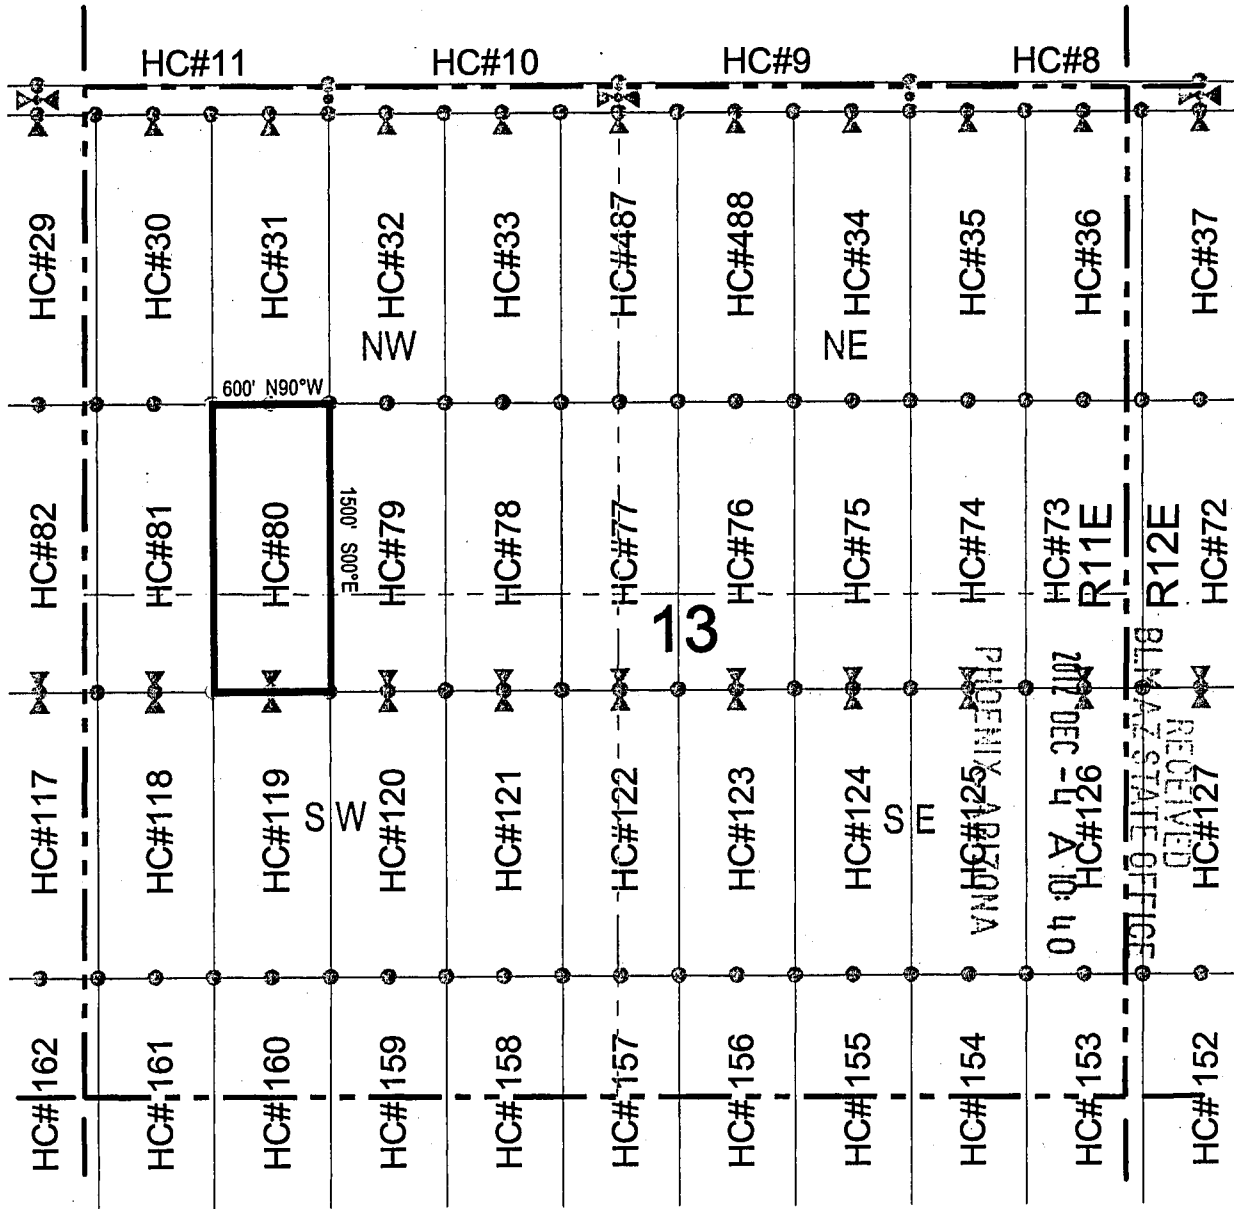 HC#11 HC#10 HC#9 HC#8
HC#29 HC#30 HC#31 HC#32 HC#33 HC#487 HC#488 HC#34 HC#35 HC#36 HC#37
NW NE
600' N90°W
1500' S00°E
HC#82 HC#81 HC#80 HC#79 HC#78 HC#77 HC#76 HC#75 HC#74 HC#73 HC#72
R11E R12E
13
HC#117 HC#118 HC#119 HC#120 HC#121 HC#122 HC#123 HC#124 HC#125 HC#126 HC#127
SW SE
RECEIVED
BLM AZ STATE OFFICE
2012 DEC -4 A 10:40
PHOENIX ARIZONA
HC# 162 HC# 161 HC# 160 HC# 159 HC# 158 HC# 157 HC# 156 HC# 155 HC# 154 HC# 153 HC# 152